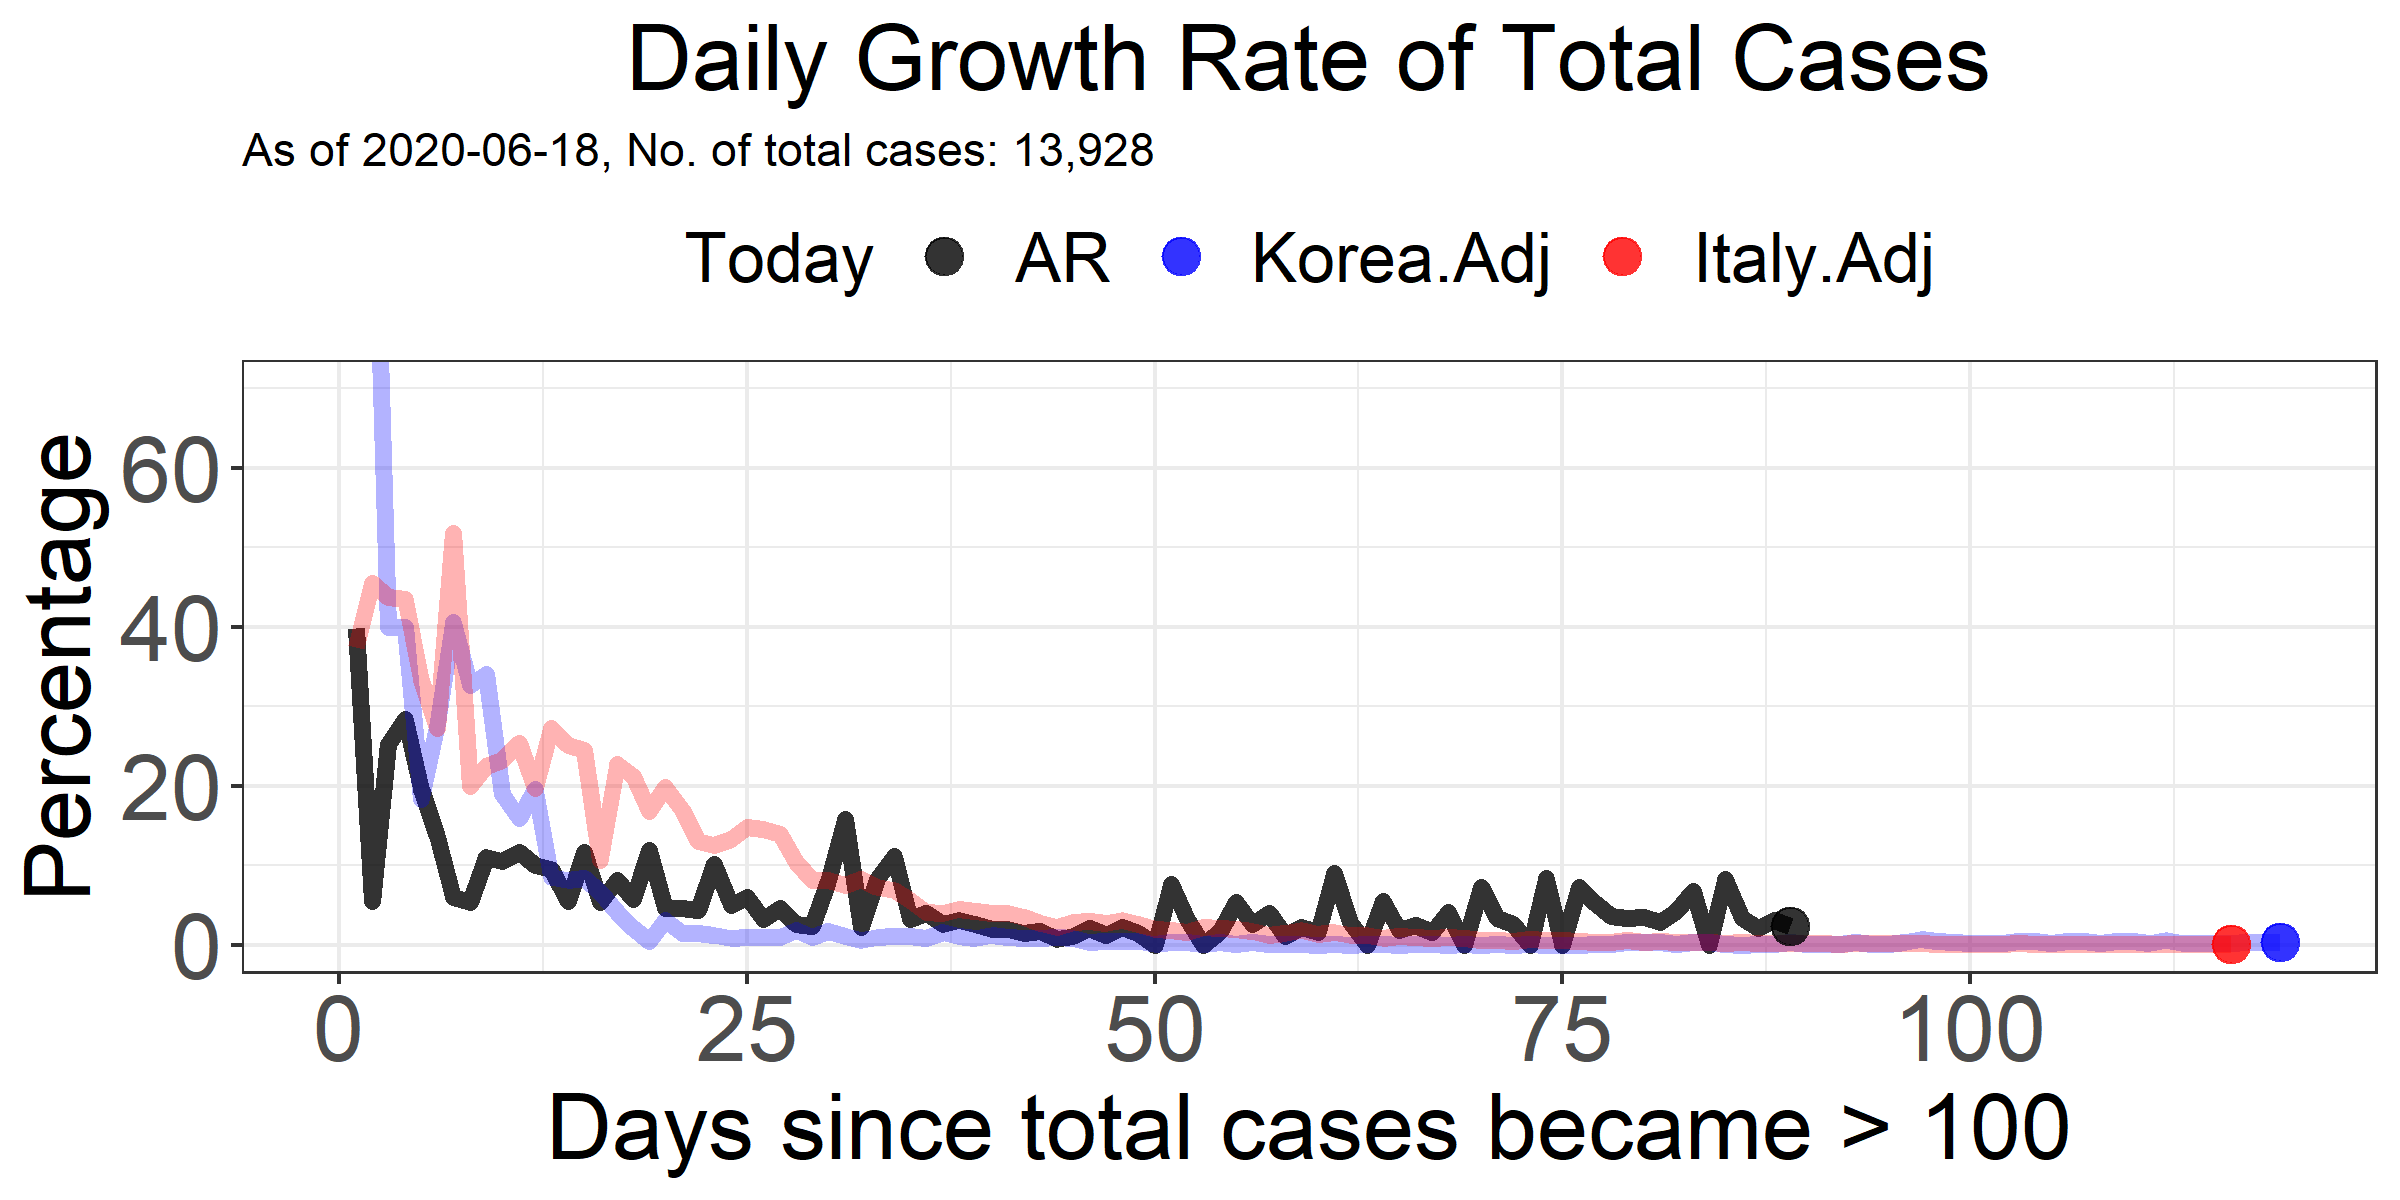 Daily Growth Rate of Total Cases
As of 2020-06-18, No. of total cases: 13,928
Today AR Korea.Adj Italy.Adj
Percentage
60
40
20
0
0 25 50 75 100
Days since total cases became > 100